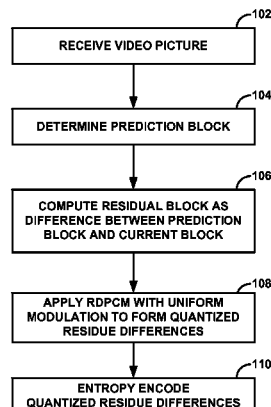 102
RECEIVE VIDEO PICTURE
104
DETERMINE PREDICTION BLOCK
106
COMPUTE RESIDUAL BLOCK AS
DIFFERENCE BETWEEN PREDICTION
BLOCK AND CURRENT BLOCK
108
APPLY RDPCM WITH UNIFORM
MODULATION TO FORM QUANTIZED
RESIDUE DIFFERENCES
110
ENTROPY ENCODE
QUANTIZED RESIDUE DIFFERENCES